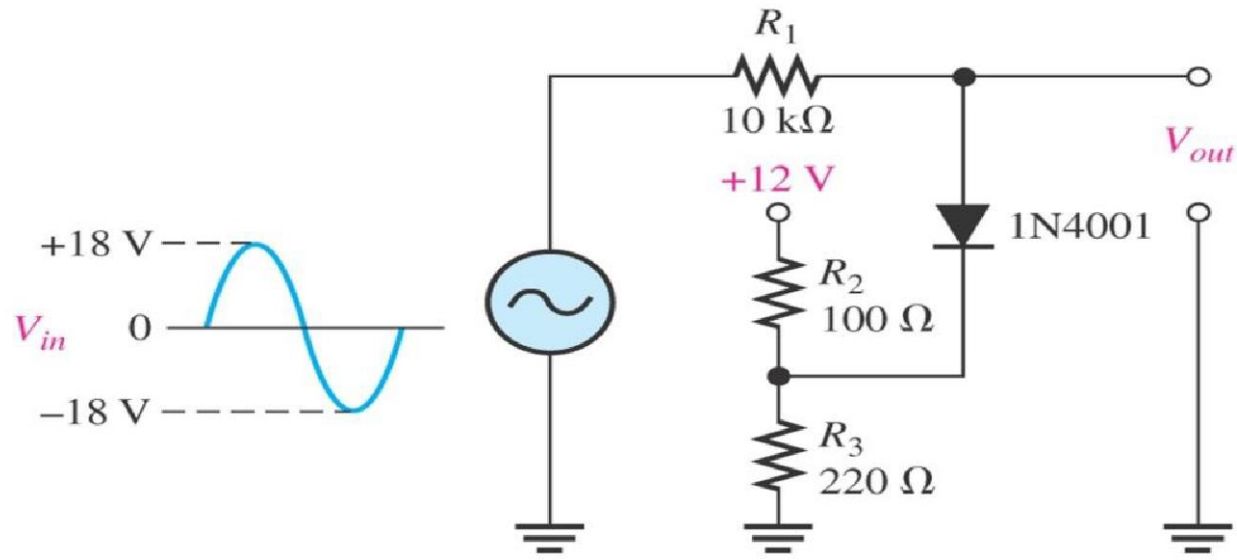 R1
10 kΩ
+12 V
Vout
1N4001
+18 V
R2
100 Ω
Vin
0
−18 V
R3
220 Ω